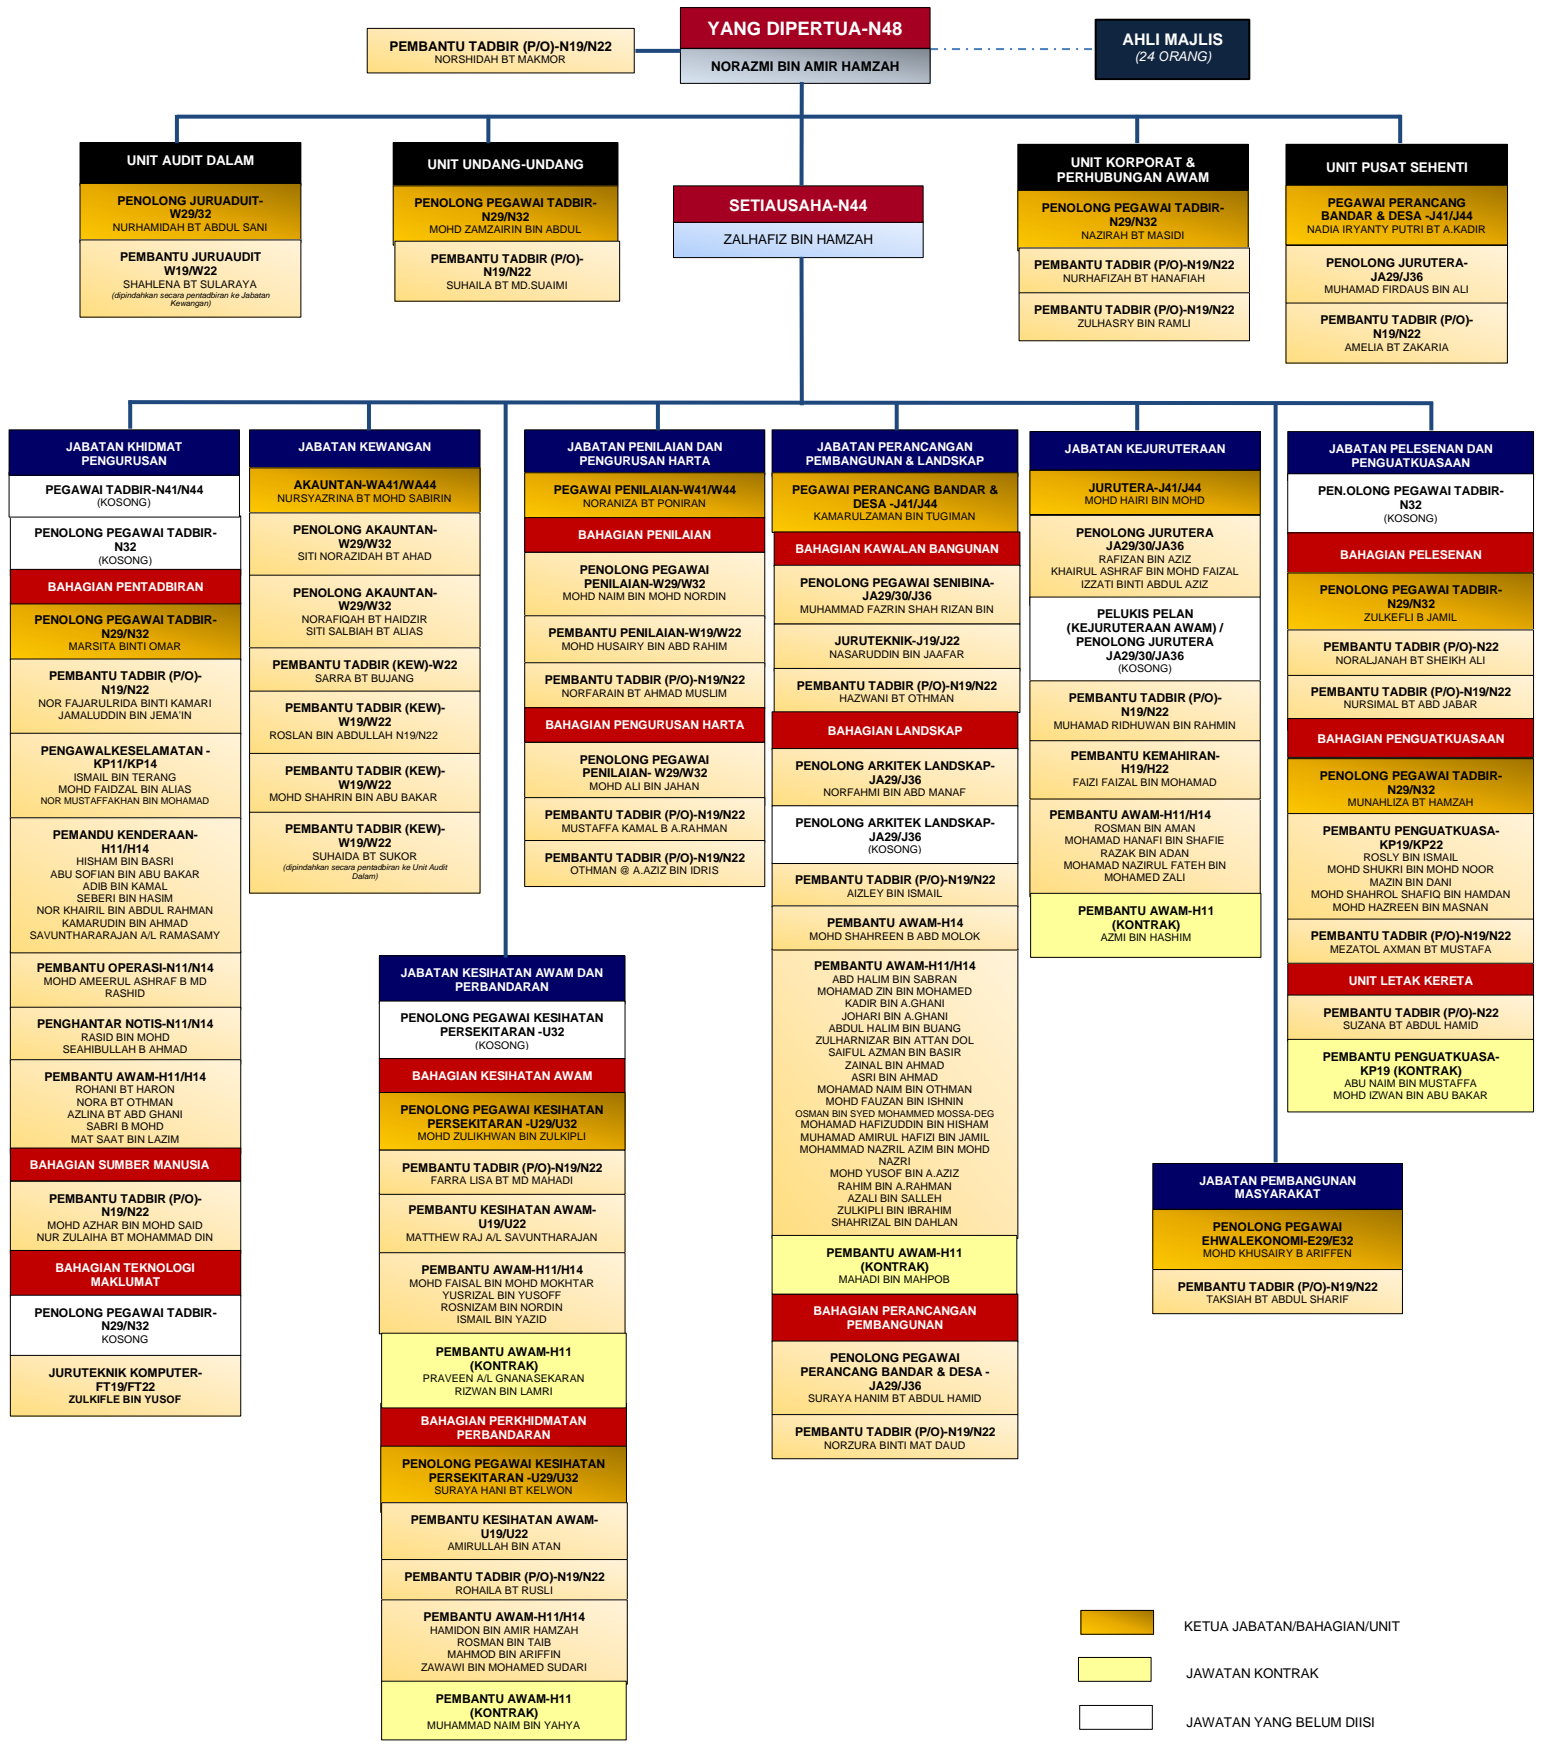 YANG DIPERTUA-N48
NORAZMI BIN AMIR HAMZAH
PEMBANTU TADBIR (P/O)-N19/N22
NORSHIDAH BT MAKMOR
AHLI MAJLIS
(24 ORANG)
UNIT AUDIT DALAM
PENOLONG JURUADUIT-
W29/32
NURHAMIDAH BT ABDUL SANI
PEMBANTU JURUAUDIT
W19/W22
SHAHLENA BT SULARAYA
(dipindahkan secara pentadbiran ke Jabatan
Kewangan)
UNIT UNDANG-UNDANG
PENOLONG PEGAWAI TADBIR-
N29/N32
MOHD ZAMZAIRIN BIN ABDUL
PEMBANTU TADBIR (P/O)-
N19/N22
SUHAILA BT MD.SUAIMI
SETIAUSAHA-N44
ZALHAFIZ BIN HAMZAH
UNIT KORPORAT &
PERHUBUNGAN AWAM
PENOLONG PEGAWAI TADBIR-
N29/N32
NAZIRAH BT MASIDI
PEMBANTU TADBIR (P/O)-N19/N22
NURHAFIZAH BT HANAFIAH
PEMBANTU TADBIR (P/O)-N19/N22
ZULHASRY BIN RAMLI
UNIT PUSAT SEHENTI
PEGAWAI PERANCANG
BANDAR & DESA -J41/J44
NADIA IRYANTY PUTRI BT A.KADIR
PENOLONG JURUTERA-
JA29/J36
MUHAMAD FIRDAUS BIN ALI
PEMBANTU TADBIR (P/O)-
N19/N22
AMELIA BT ZAKARIA
JABATAN KHIDMAT
PENGURUSAN
PEGAWAI TADBIR-N41/N44
(KOSONG)
PENOLONG PEGAWAI TADBIR-
N32
(KOSONG)
BAHAGIAN PENTADBIRAN
PENOLONG PEGAWAI TADBIR-
N29/N32
MARSITA BINTI OMAR
PEMBANTU TADBIR (P/O)-
N19/N22
NOR FAJARULRIDA BINTI KAMARI
JAMALUDDIN BIN JEMA'IN
PENGAWALKESELAMATAN -
KP11/KP14
ISMAIL BIN TERANG
MOHD FAIDZAL BIN ALIAS
NOR MUSTAFFAKHAN BIN MOHAMAD
PEMANDU KENDERAAN-
H11/H14
HISHAM BIN BASRI
ABU SOFIAN BIN ABU BAKAR
ADIB BIN KAMAL
SEBERI BIN HASIM
NOR KHAIRIL BIN ABDUL RAHMAN
KAMARUDIN BIN AHMAD
SAVUNTHARARAJAN A/L RAMASAMY
PEMBANTU OPERASI-N11/N14
MOHD AMEERUL ASHRAF B MD
RASHID
PENGHANTAR NOTIS-N11/N14
RASID BIN MOHD
SEAHIBULLAH B AHMAD
PEMBANTU AWAM-H11/H14
ROHANI BT HARON
NORA BT OTHMAN
AZLINA BT ABD GHANI
SABRI B MOHD
MAT SAAT BIN LAZIM
BAHAGIAN SUMBER MANUSIA
PEMBANTU TADBIR (P/O)-
N19/N22
MOHD AZHAR BIN MOHD SAID
NUR ZULAIHA BT MOHAMMAD DIN
BAHAGIAN TEKNOLOGI
MAKLUMAT
PENOLONG PEGAWAI TADBIR-
N29/N32
KOSONG
JURUTEKNIK KOMPUTER-
FT19/FT22
ZULKIFLE BIN YUSOF
JABATAN KEWANGAN
AKAUNTAN-WA41/WA44
NURSYAZRINA BT MOHD SABIRIN
PENOLONG AKAUNTAN-
W29/W32
SITI NORAZIDAH BT AHAD
PENOLONG AKAUNTAN-
W29/W32
NORAFIQAH BT HAIDZIR
SITI SALBIAH BT ALIAS
PEMBANTU TADBIR (KEW)-W22
SARRA BT BUJANG
PEMBANTU TADBIR (KEW)-
W19/W22
ROSLAN BIN ABDULLAH N19/N22
PEMBANTU TADBIR (KEW)-
W19/W22
MOHD SHAHRIN BIN ABU BAKAR
PEMBANTU TADBIR (KEW)-
W19/W22
SUHAIDA BT SUKOR
(dipindahkan secara pentadbiran ke Unit Audit
Dalam)
JABATAN KESIHATAN AWAM DAN
PERBANDARAN
PENOLONG PEGAWAI KESIHATAN
PERSEKITARAN -U32
(KOSONG)
BAHAGIAN KESIHATAN AWAM
PENOLONG PEGAWAI KESIHATAN
PERSEKITARAN -U29/U32
MOHD ZULIKHWAN BIN ZULKIPLI
PEMBANTU TADBIR (P/O)-N19/N22
FARRA LISA BT MD MAHADI
PEMBANTU KESIHATAN AWAM-
U19/U22
MATTHEW RAJ A/L SAVUNTHARAJAN
PEMBANTU AWAM-H11/H14
MOHD FAISAL BIN MOHD MOKHTAR
YUSRIZAL BIN YUSOFF
ROSNIZAM BIN NORDIN
ISMAIL BIN YAZID
PEMBANTU AWAM-H11
(KONTRAK)
PRAVEEN A/L GNANASEKARAN
RIZWAN BIN LAMRI
BAHAGIAN PERKHIDMATAN
PERBANDARAN
PENOLONG PEGAWAI KESIHATAN
PERSEKITARAN -U29/U32
SURAYA HANI BT KELWON
PEMBANTU KESIHATAN AWAM-
U19/U22
AMIRULLAH BIN ATAN
PEMBANTU TADBIR (P/O)-N19/N22
ROHAILA BT RUSLI
PEMBANTU AWAM-H11/H14
HAMIDON BIN AMIR HAMZAH
ROSMAN BIN TAIB
MAHMOD BIN ARIFFIN
ZAWAWI BIN MOHAMED SUDARI
PEMBANTU AWAM-H11
(KONTRAK)
MUHAMMAD NAIM BIN YAHYA
JABATAN PENILAIAN DAN
PENGURUSAN HARTA
PEGAWAI PENILAIAN-W41/W44
NORANIZA BT PONIRAN
BAHAGIAN PENILAIAN
PENOLONG PEGAWAI
PENILAIAN-W29/W32
MOHD NAIM BIN MOHD NORDIN
PEMBANTU PENILAIAN-W19/W22
MOHD HUSAIRY BIN ABD RAHIM
PEMBANTU TADBIR (P/O)-N19/N22
NORFARAIN BT AHMAD MUSLIM
BAHAGIAN PENGURUSAN HARTA
PENOLONG PEGAWAI
PENILAIAN- W29/W32
MOHD ALI BIN JAHAN
PEMBANTU TADBIR (P/O)-N19/N22
MUSTAFFA KAMAL B A.RAHMAN
PEMBANTU TADBIR (P/O)-N19/N22
OTHMAN @ A.AZIZ BIN IDRIS
JABATAN PERANCANGAN
PEMBANGUNAN & LANDSKAP
PEGAWAI PERANCANG BANDAR &
DESA -J41/J44
KAMARULZAMAN BIN TUGIMAN
BAHAGIAN KAWALAN BANGUNAN
PENOLONG PEGAWAI SENIBINA-
JA29/30/J36
MUHAMMAD FAZRIN SHAH RIZAN BIN
JURUTEKNIK-J19/J22
NASARUDDIN BIN JAAFAR
PEMBANTU TADBIR (P/O)-N19/N22
HAZWANI BT OTHMAN
BAHAGIAN LANDSKAP
PENOLONG ARKITEK LANDSKAP-
JA29/J36
NORFAHMI BIN ABD MANAF
PENOLONG ARKITEK LANDSKAP-
JA29/J36
(KOSONG)
PEMBANTU TADBIR (P/O)-N19/N22
AIZLEY BIN ISMAIL
PEMBANTU AWAM-H14
MOHD SHAHREEN B ABD MOLOK
PEMBANTU AWAM-H11/H14
ABD HALIM BIN SABRAN
MOHAMAD ZIN BIN MOHAMED
KADIR BIN A.GHANI
JOHARI BIN A.GHANI
ABDUL HALIM BIN BUANG
ZULHARNIZAR BIN ATTAN DOL
SAIFUL AZMAN BIN BASIR
ZAINAL BIN AHMAD
ASRI BIN AHMAD
MOHAMAD NAIM BIN OTHMAN
MOHD FAUZAN BIN ISHNIN
OSMAN BIN SYED MOHAMMED MOSSA-DEG
MOHAMAD HAFIZUDDIN BIN HISHAM
MUHAMAD AMIRUL HAFIZI BIN JAMIL
MOHAMMAD NAZRIL AZIM BIN MOHD
NAZRI
MOHD YUSOF BIN A.AZIZ
RAHIM BIN A.RAHMAN
AZALI BIN SALLEH
ZULKIPLI BIN IBRAHIM
SHAHRIZAL BIN DAHLAN
PEMBANTU AWAM-H11
(KONTRAK)
MAHADI BIN MAHPOB
BAHAGIAN PERANCANGAN
PEMBANGUNAN
PENOLONG PEGAWAI
PERANCANG BANDAR & DESA -
JA29/J36
SURAYA HANIM BT ABDUL HAMID
PEMBANTU TADBIR (P/O)-N19/N22
NORZURA BINTI MAT DAUD
JABATAN KEJURUTERAAN
JURUTERA-J41/J44
MOHD HAIRI BIN MOHD
PENOLONG JURUTERA
JA29/30/JA36
RAFIZAN BIN AZIZ
KHAIRUL ASHRAF BIN MOHD FAIZAL
IZZATI BINTI ABDUL AZIZ
PELUKIS PELAN
(KEJURUTERAAN AWAM) /
PENOLONG JURUTERA
JA29/30/JA36
(KOSONG)
PEMBANTU TADBIR (P/O)-
N19/N22
MUHAMAD RIDHUWAN BIN RAHMIN
PEMBANTU KEMAHIRAN-
H19/H22
FAIZI FAIZAL BIN MOHAMAD
PEMBANTU AWAM-H11/H14
ROSMAN BIN AMAN
MOHAMAD HANAFI BIN SHAFIE
RAZAK BIN ADAN
MOHAMAD NAZIRUL FATEH BIN
MOHAMED ZALI
PEMBANTU AWAM-H11
(KONTRAK)
AZMI BIN HASHIM
JABATAN PELESENAN DAN
PENGUATKUASAAN
PEN.OLONG PEGAWAI TADBIR-
N32
(KOSONG)
BAHAGIAN PELESENAN
PENOLONG PEGAWAI TADBIR-
N29/N32
ZULKEFLI B JAMIL
PEMBANTU TADBIR (P/O)-N22
NORALJANAH BT SHEIKH ALI
PEMBANTU TADBIR (P/O)-N19/N22
NURSIMAL BT ABD JABAR
BAHAGIAN PENGUATKUASAAN
PENOLONG PEGAWAI TADBIR-
N29/N32
MUNAHLIZA BT HAMZAH
PEMBANTU PENGUATKUASA-
KP19/KP22
ROSLY BIN ISMAIL
MOHD SHUKRI BIN MOHD NOOR
MAZIN BIN DANI
MOHD SHAHROL SHAFIQ BIN HAMDAN
MOHD HAZREEN BIN MASNAN
PEMBANTU TADBIR (P/O)-N19/N22
MEZATOL AXMAN BT MUSTAFA
UNIT LETAK KERETA
PEMBANTU TADBIR (P/O)-N22
SUZANA BT ABDUL HAMID
PEMBANTU PENGUATKUASA-
KP19 (KONTRAK)
ABU NAIM BIN MUSTAFFA
MOHD IZWAN BIN ABU BAKAR
JABATAN PEMBANGUNAN
MASYARAKAT
PENOLONG PEGAWAI
EHWALEKONOMI-E29/E32
MOHD KHUSAIRY B ARIFFEN
PEMBANTU TADBIR (P/O)-N19/N22
TAKSIAH BT ABDUL SHARIF
KETUA JABATAN/BAHAGIAN/UNIT
JAWATAN KONTRAK
JAWATAN YANG BELUM DIISI